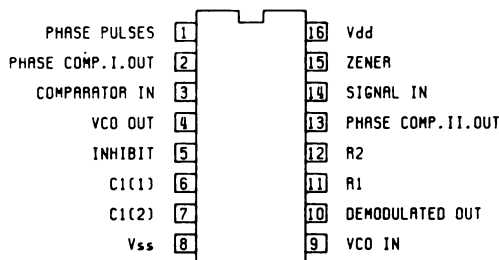 PHASE PULSES 1 16 Vdd
PHASE COMP.I.OUT 2 15 ZENER
COMPARATOR IN 3 14 SIGNAL IN
VCO OUT 4 13 PHASE COMP.II.OUT
INHIBIT 5 12 R2
C1(1) 6 11 R1
C1(2) 7 10 DEMODULATED OUT
Vss 8 9 VCO IN